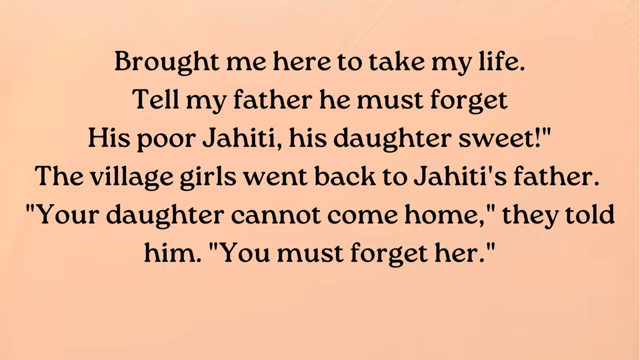 Brought me here to take my life.
Tell my father he must forget
His poor Jahiti, his daughter sweet!"
The village girls went back to Jahiti's father.
"Your daughter cannot come home," they told
him. "You must forget her."